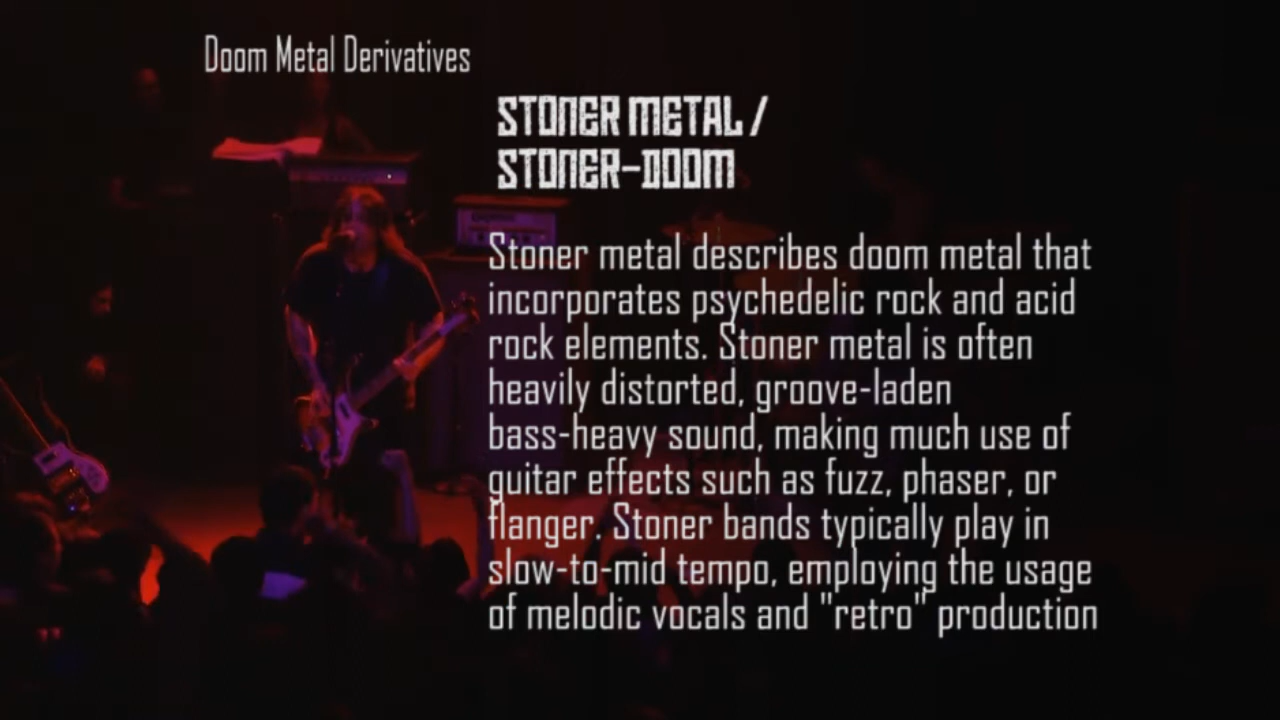 Doom Metal Derivatives
STONER METAL /
STONER-DOOM
Stoner metal describes doom metal that
incorporates psychedelic rock and acid
rock elements. Stoner metal is often
heavily distorted, groove-laden
bass-heavy sound, making much use of
guitar effects such as fuzz, phaser, or
flanger. Stoner bands typically play in
slow-to-mid tempo, employing the usage
of melodic vocals and "retro" production